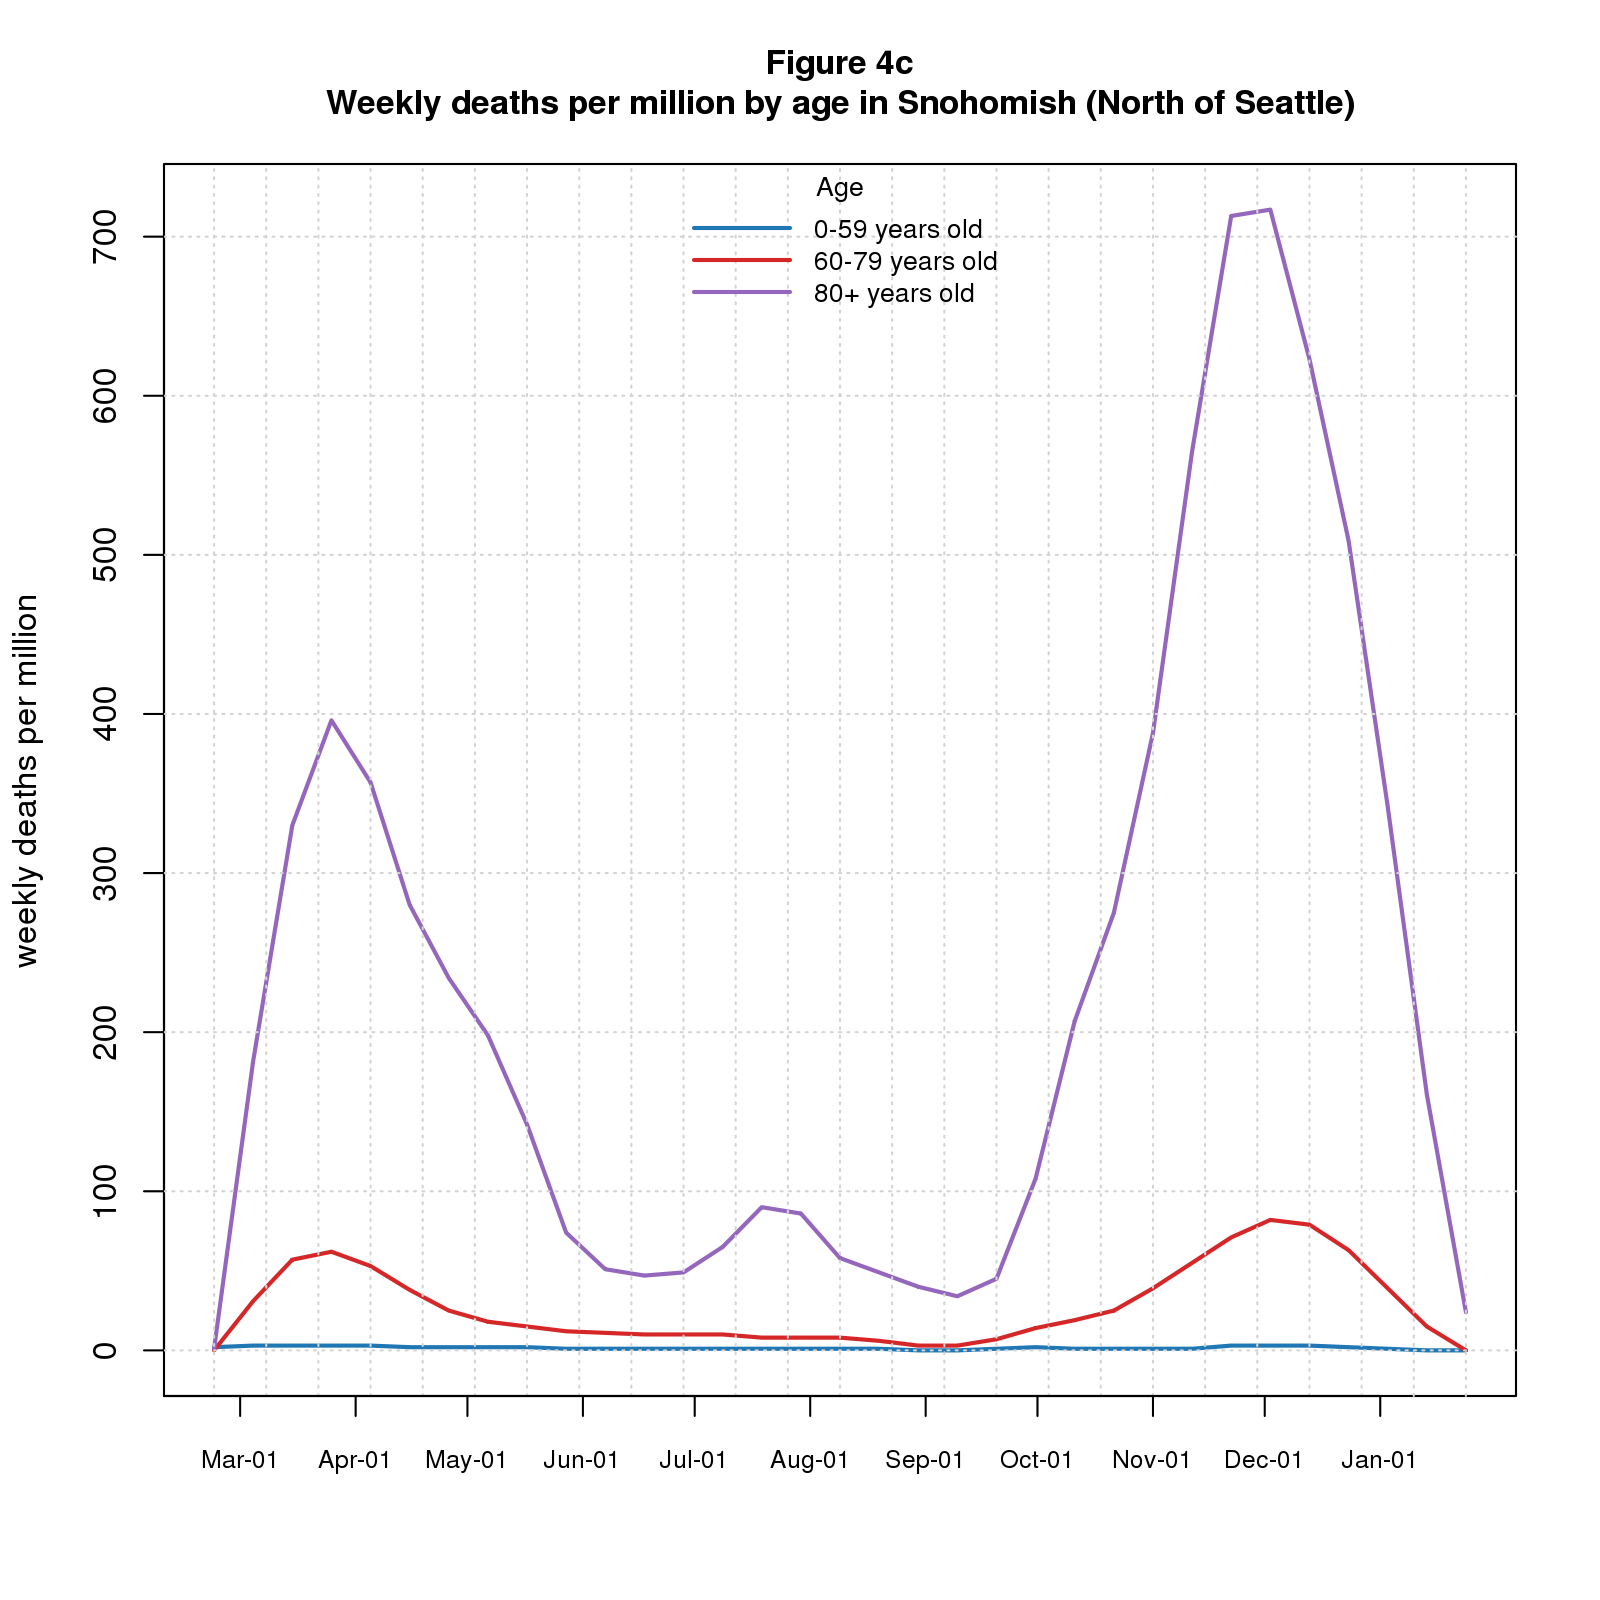 Figure 4c
Weekly deaths per million by age in Snohomish (North of Seattle)
Age
0-59 years old
60-79 years old
80+ years old
weekly deaths per million
700
600
500
400
300
200
100
0
Mar-01 Apr-01 May-01 Jun-01 Jul-01 Aug-01 Sep-01 Oct-01 Nov-01 Dec-01 Jan-01